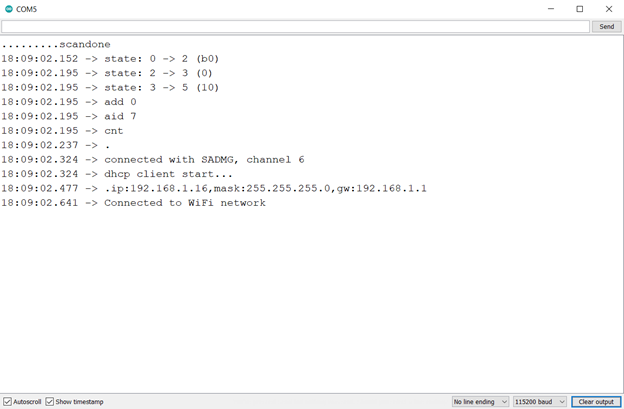 COM5
Send
.........scandone
18:09:02.152 -> state: 0 -> 2 (b0)
18:09:02.195 -> state: 2 -> 3 (0)
18:09:02.195 -> state: 3 -> 5 (10)
18:09:02.195 -> add 0
18:09:02.195 -> aid 7
18:09:02.195 -> cnt
18:09:02.237 -> .
18:09:02.324 -> connected with SADMG, channel 6
18:09:02.324 -> dhcp client start...
18:09:02.477 -> .ip:192.168.1.16,mask:255.255.255.0,gw:192.168.1.1
18:09:02.641 -> Connected to WiFi network
Autoscroll Show timestamp No line ending 115200 baud Clear output